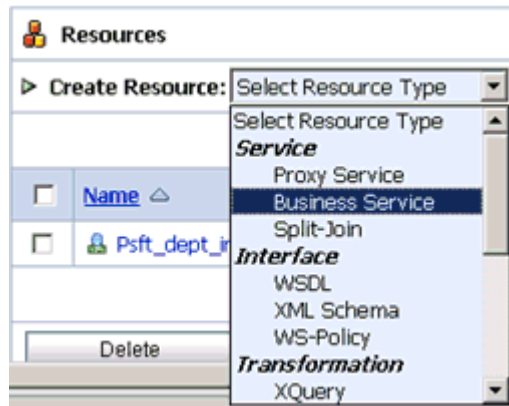 Resources
Create Resource: Select Resource Type
Select Resource Type
Service
Proxy Service
Name
Business Service
Split-Join
Psft_dept_i
Interface
WSDL
XML Schema
WS-Policy
Delete
Transformation
XQuery